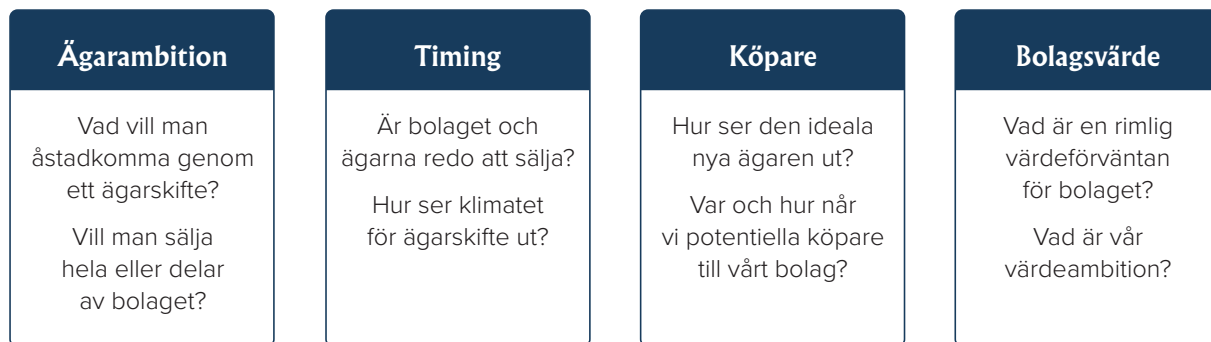 Ägarambition
Vad vill man
åstadkomma genom
ett ägarskifte?
Vill man sälja
hela eller delar
av bolaget?
Timing
Är bolaget och
ägarna redo att sälja?
Hur ser klimatet
för ägarskifte ut?
Köpare
Hur ser den ideala
nya ägaren ut?
Var och hur når
vi potentiella köpare
till vårt bolag?
Bolagsvärde
Vad är en rimlig
värdeförväntan
för bolaget?
Vad är vår
värdeambition?